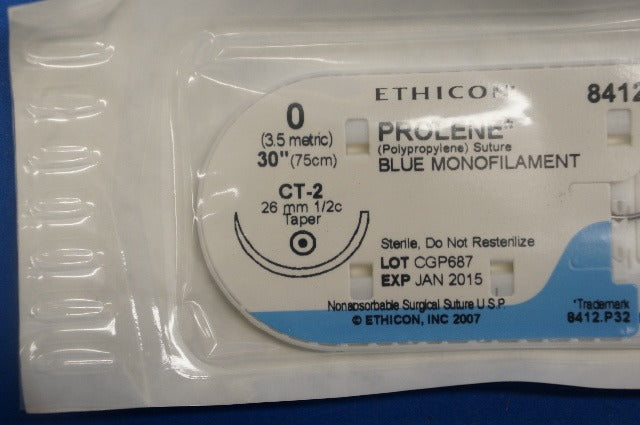 ETHICON
8412
0
(3.5 metric)
30" (75cm)
PROLENE*
(Polypropylene) Suture
BLUE MONOFILAMENT
CT-2
26 mm 1/2c
Taper
Sterile, Do Not Resterilize
LOT CGP687
EXP JAN 2015
Nonabsorbable Surgical Suture U.S.P.
© ETHICON, INC 2007
*Trademark
8412.P32